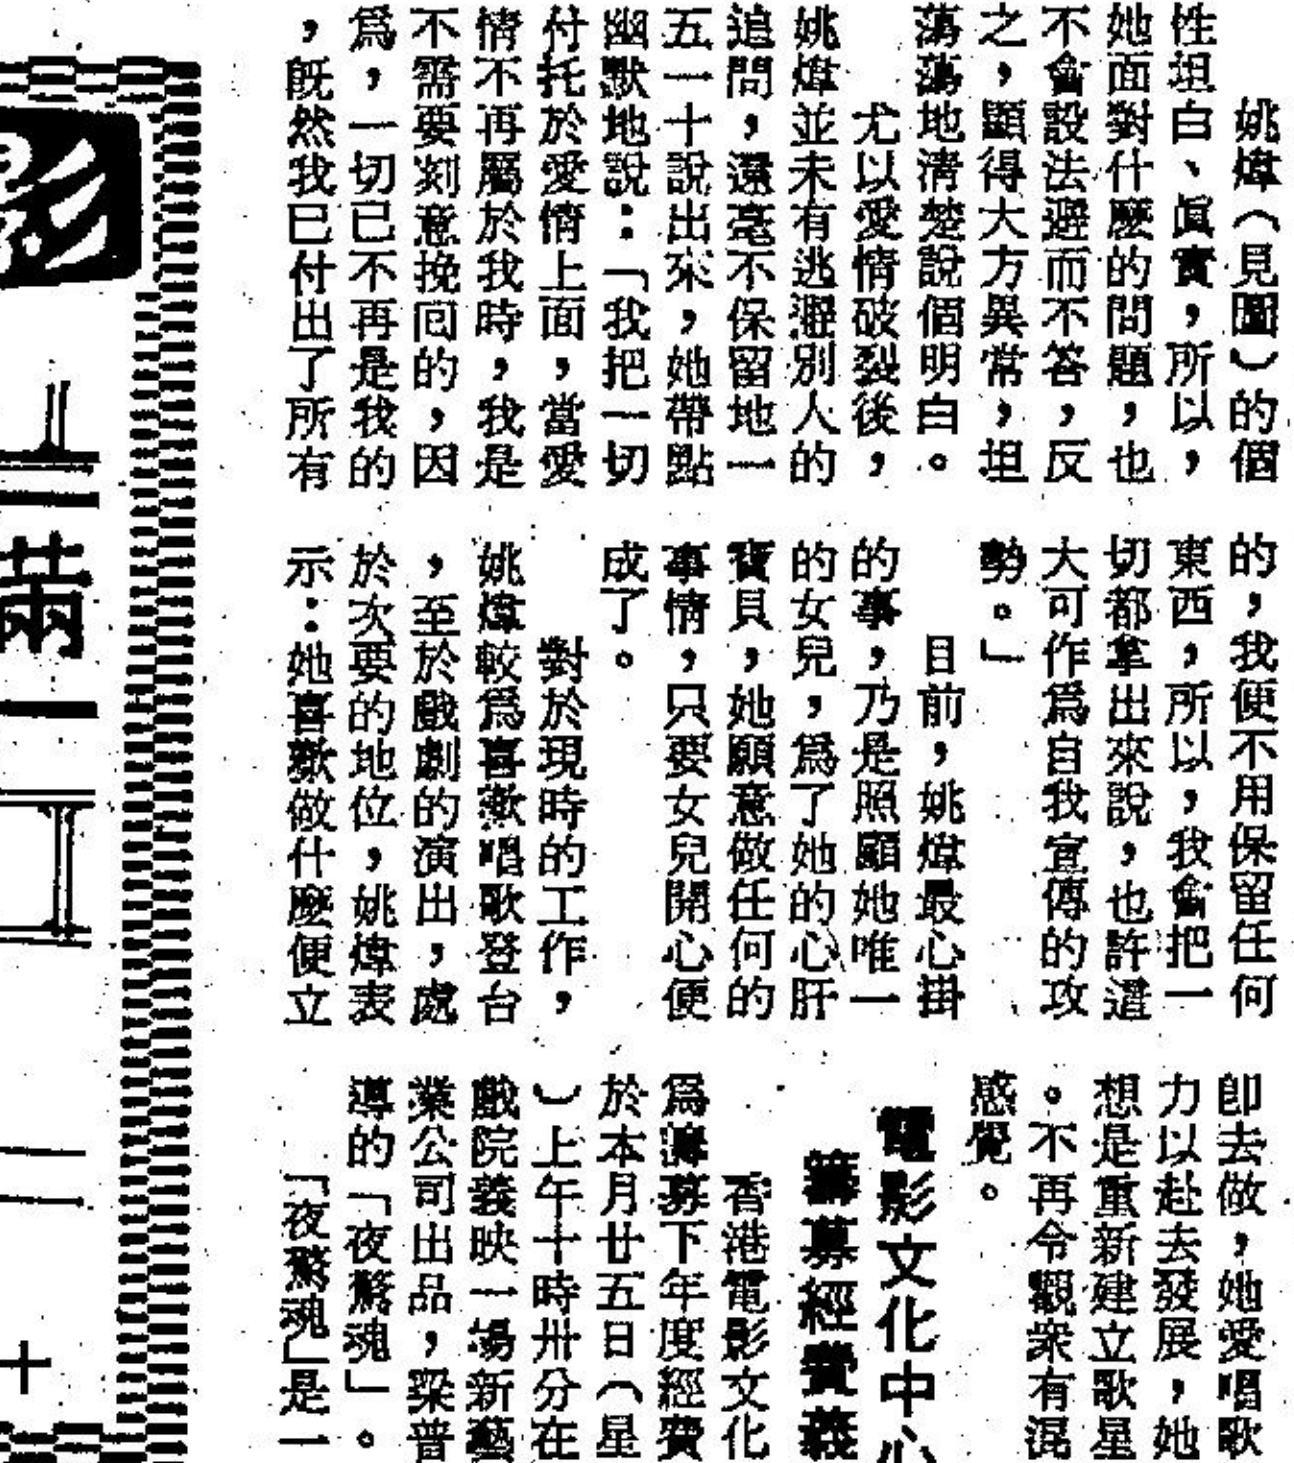 姚煒（見圖）的個
性坦白、眞實，所以，
她面對什麽的問題，也
不會設法避而不答，反
之，顯得大方異常，坦
蕩蕩地清楚說個明白。
尤以愛情破裂後，
姚煒並未有逃避別人的
追問，還毫不保留地一
五一十說出來，她帶點
幽默地說：「我把一切
付托於愛情上面，當愛
情不再屬於我時，我是
不需要刻意挽回的，因
爲，一切已不再是我的
，旣然我已付出了所有
的，我便不用保留任何
東西，所以，我會把一
切都拿出來說，也許這
大可作爲自我宣傳的攻
勢。」
目前，姚煒最心掛
的事，乃是照顧她唯一
的女兒，爲了她的心肝
寶貝，她願意做任何的
事情，只要女兒開心便
成了。
對於現時的工作，
姚煒較爲喜歡唱歌登台
，至於戲劇的演出，處
於次要的地位，姚煒表
示：她喜歡做什麽便立
卽去做，她愛唱歌
力以赴去發展，她
想是重新建立歌星
。不再令觀衆有混
感覺。
電影文化中心
籌募經費義
香港電影文化
爲籌募下年度經費
於本月廿五日（星
）上午十時卅分在
戲院義映一場新藝
業公司出品，梁普
導的「夜驚魂」。
「夜驚魂」是一
影
滿
十